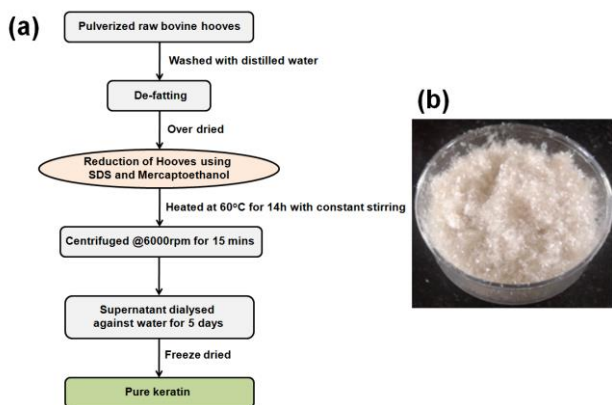 (a)
Pulverized raw bovine hooves
Washed with distilled water
De-fatting
Over dried
Reduction of Hooves using
SDS and Mercaptoethanol
Heated at 60°C for 14h with constant stirring
Centrifuged @6000rpm for 15 mins
Supernatant dialysed
against water for 5 days
Freeze dried
Pure keratin
(b)